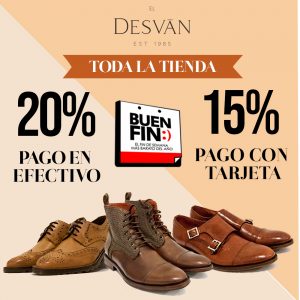 EL
DESVÁN
EST 1985
TODA LA TIENDA
20%
PAGO EN
EFECTIVO
BUEN
FIN:)
EL FIN DE SEMANA
MÁS BARATO DEL AÑO
15%
PAGO CON
TARJETA